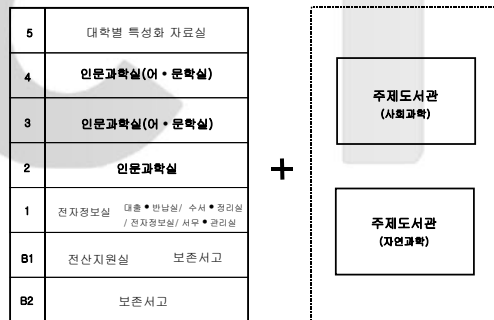 5 대학별 특성화 자료실
4 인문과학실(어•문학실)
3 인문과학실(어•문학실)
2 인문과학실
1 전자정보실 대출•반납실/ 수서•정리실
/ 전자정보실/ 서무•관리실
B1 전산지원실 보존서고
B2 보존서고
+
주제도서관
(사회과학)
주제도서관
(자연과학)